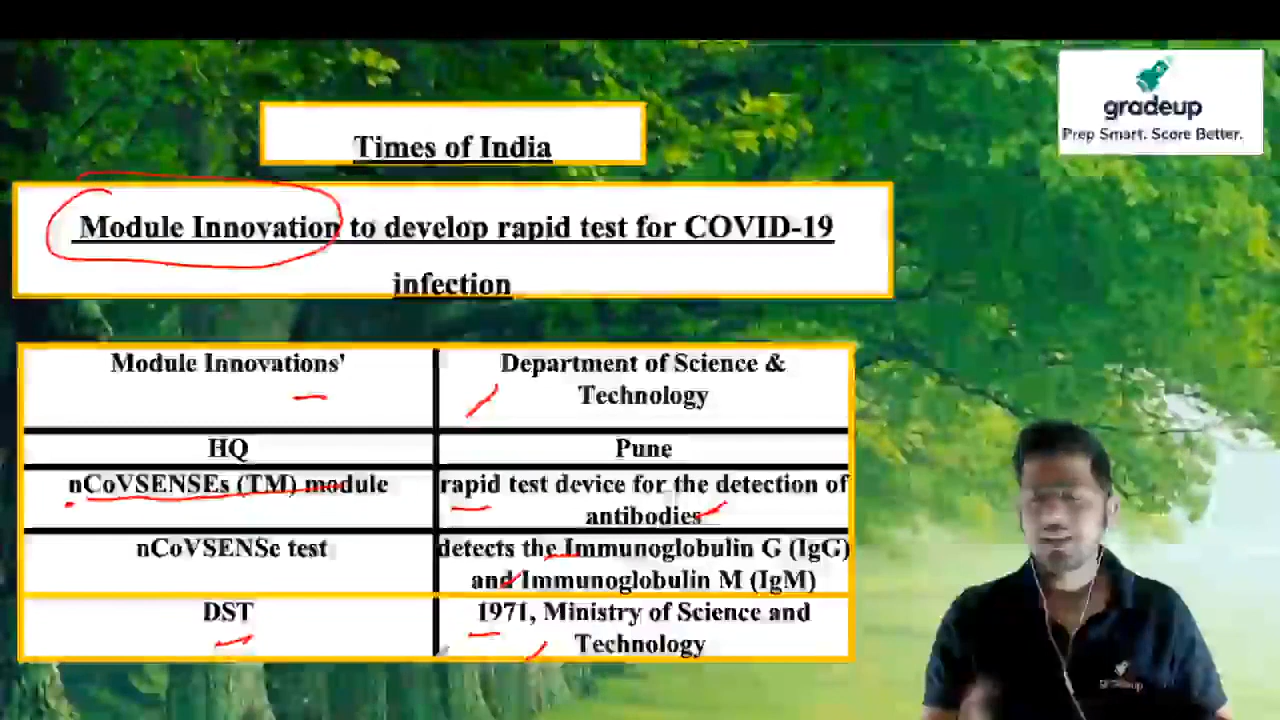 gradeup
Prep Smart. Score Better.
Times of India
Module Innovation to develop rapid test for COVID-19
infection
Module Innovations'
Department of Science &
Technology
HQ
Pune
nCoVSENSEs (TM) module
rapid test device for the detection of
antibodies
nCoVSENSe test
detects the Immunoglobulin G (IgG)
and Immunoglobulin M (IgM)
DST
1971, Ministry of Science and
Technology
gradeup